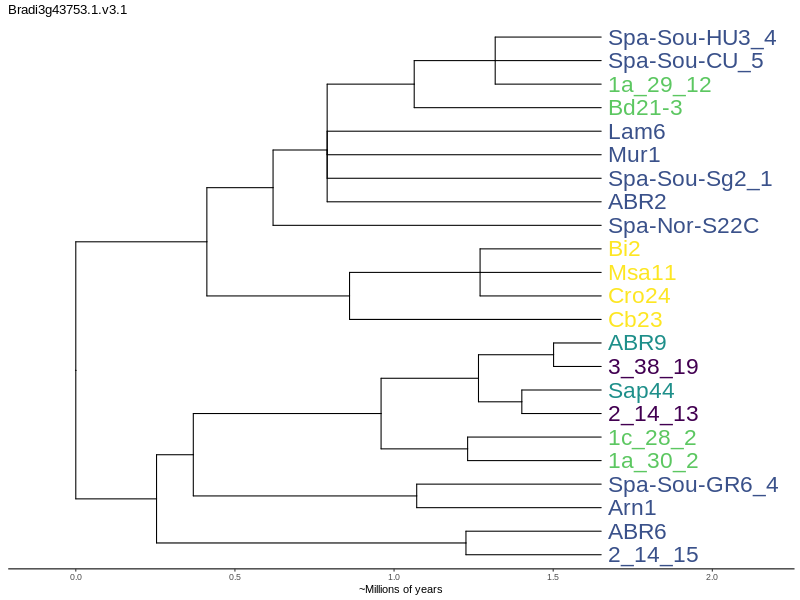 Bradi3g43753.1.v3.1
Spa-Sou-HU3_4
Spa-Sou-CU_5
1a_29_12
Bd21-3
Lam6
Mur1
Spa-Sou-Sg2_1
ABR2
Spa-Nor-S22C
Bi2
Msa11
Cro24
Cb23
ABR9
3_38_19
Sap44
2_14_13
1c_28_2
1a_30_2
Spa-Sou-GR6_4
Arn1
ABR6
2_14_15
0.0 0.5 1.0 1.5 2.0
~Millions of years